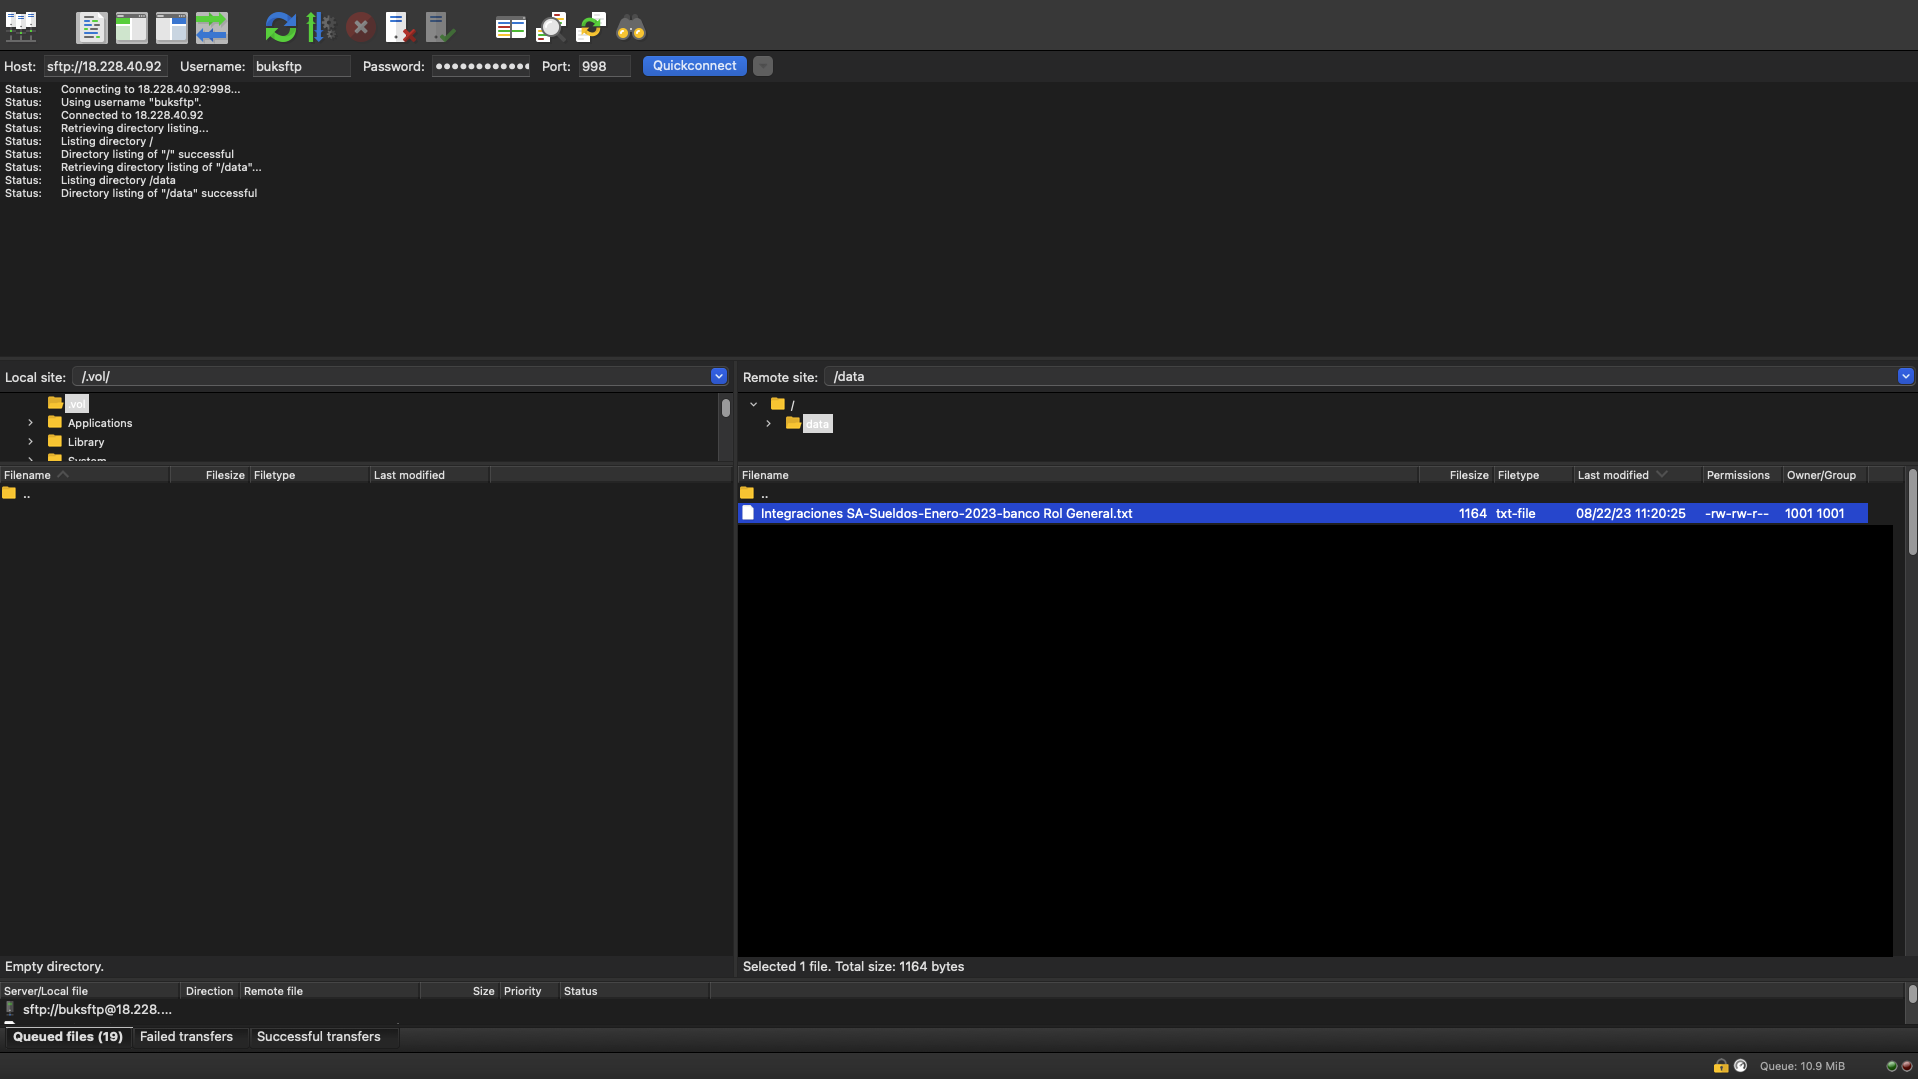 Host: sftp://18.228.40.92 Username: buksftp Password: ●●●●●●●●●●●● Port: 998 Quickconnect
Status: Connecting to 18.228.40.92:998...
Status: Using username "buksftp".
Status: Connected to 18.228.40.92
Status: Retrieving directory listing...
Status: Listing directory /
Status: Directory listing of "/" successful
Status: Retrieving directory listing of "/data"...
Status: Listing directory /data
Status: Directory listing of "/data" successful
Local site: /.vol/
.vol
Applications
Library
System
Filename Filesize Filetype Last modified
..
Empty directory.
Remote site: /data
/
data
Filename Filesize Filetype Last modified Permissions Owner/Group
..
Integraciones SA-Sueldos-Enero-2023-banco Rol General.txt 1164 txt-file 08/22/23 11:20:25 -rw-rw-r-- 1001 1001
Selected 1 file. Total size: 1164 bytes
Server/Local file Direction Remote file Size Priority Status
sftp://buksftp@18.228....
Queued files (19) Failed transfers Successful transfers
Queue: 10.9 MiB